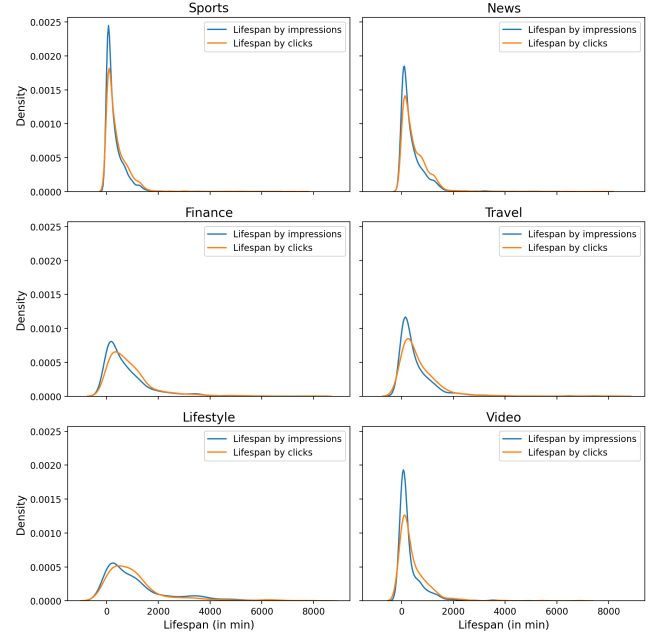 Sports
News
0.0025
0.0020
0.0015
0.0010
0.0005
0.0000
Density
Lifespan by impressions
Lifespan by clicks
Lifespan by impressions
Lifespan by clicks
Finance
Travel
0.0025
0.0020
0.0015
0.0010
0.0005
0.0000
Density
Lifespan by impressions
Lifespan by clicks
Lifespan by impressions
Lifespan by clicks
Lifestyle
Video
0.0025
0.0020
0.0015
0.0010
0.0005
0.0000
Density
Lifespan by impressions
Lifespan by clicks
Lifespan by impressions
Lifespan by clicks
0 2000 4000 6000 8000
0 2000 4000 6000 8000
Lifespan (in min)
Lifespan (in min)